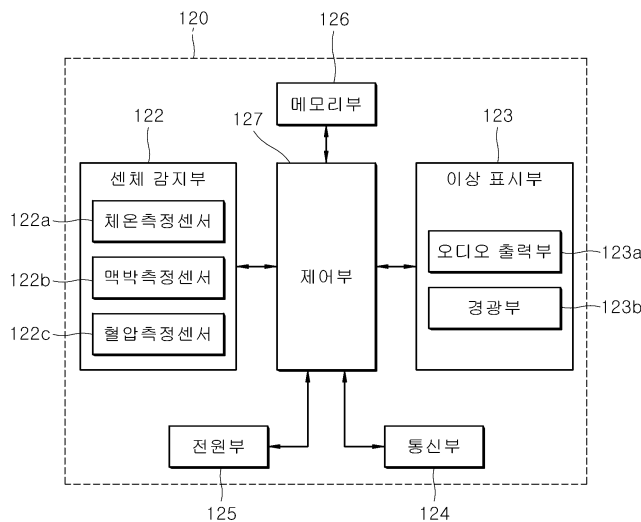 120
126
메모리부
122
127
123
센체 감지부
이상 표시부
122a
체온측정센서
오디오 출력부
123a
122b
맥박측정센서
제어부
경광부
123b
122c
혈압측정센서
전원부
통신부
125
124